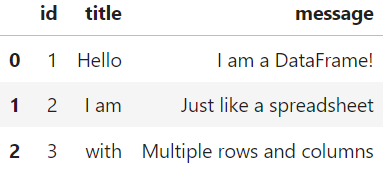 id title message
0 1 Hello I am a DataFrame!
1 2 I am Just like a spreadsheet
2 3 with Multiple rows and columns